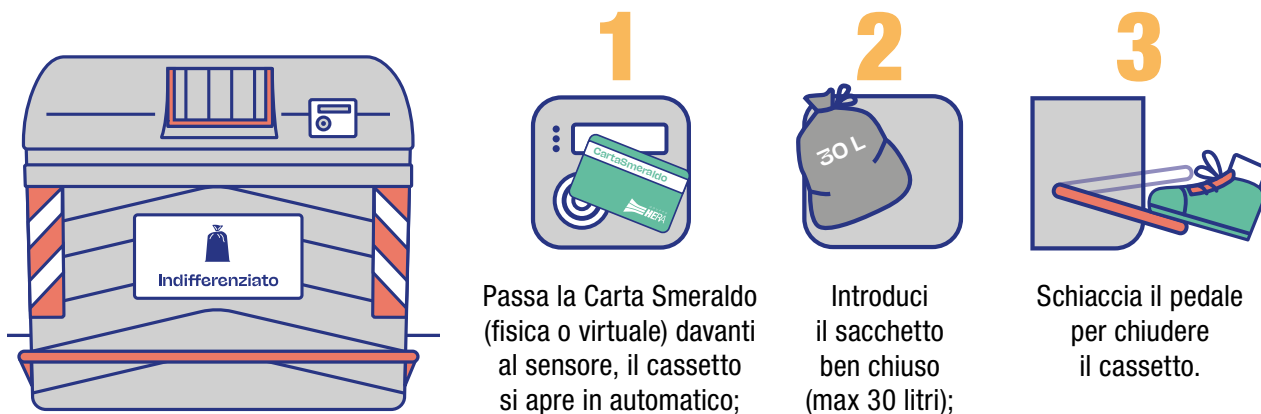 Indifferenziato
1
CartaSmeraldo
HERA
Passa la Carta Smeraldo
(fisica o virtuale) davanti
al sensore, il cassetto
si apre in automatico;
2
30 L
Introduci
il sacchetto
ben chiuso
(max 30 litri);
3
Schiaccia il pedale
per chiudere
il cassetto.